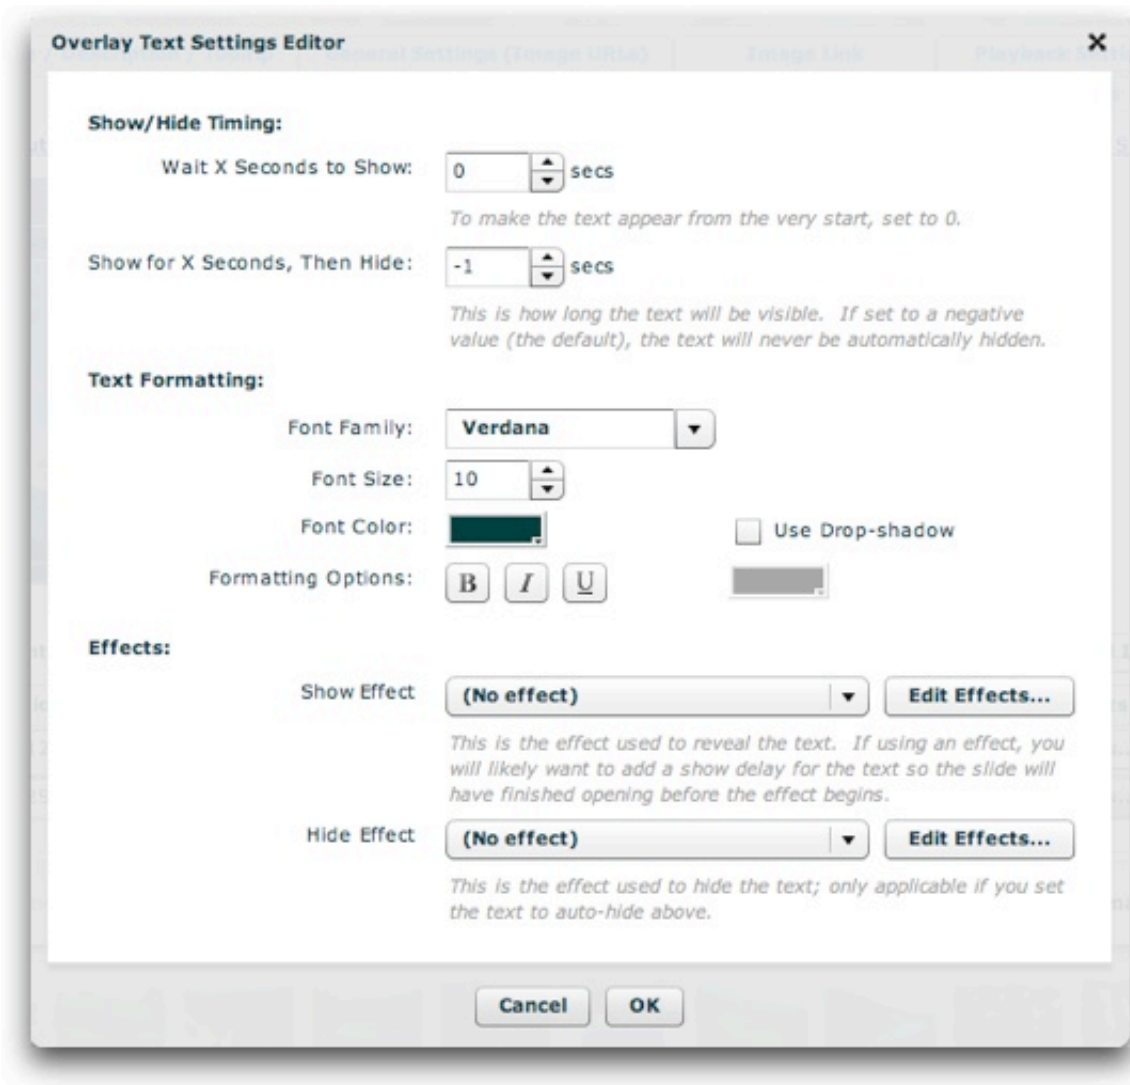 Overlay Text Settings Editor
General Settings (Image URLs)
Image Link
Show/Hide Timing:
Wait X Seconds to Show: 0 secs
To make the text appear from the very start, set to 0.
Show for X Seconds, Then Hide: -1 secs
This is how long the text will be visible. If set to a negative
value (the default), the text will never be automatically hidden.
Text Formatting:
Font Family: Verdana
Font Size: 10
Font Color: Use Drop-shadow
Formatting Options: B I U
Effects:
Show Effect (No effect) Edit Effects...
This is the effect used to reveal the text. If using an effect, you
will likely want to add a show delay for the text so the slide will
have finished opening before the effect begins.
Hide Effect (No effect) Edit Effects...
This is the effect used to hide the text; only applicable if you set
the text to auto-hide above.
Cancel OK